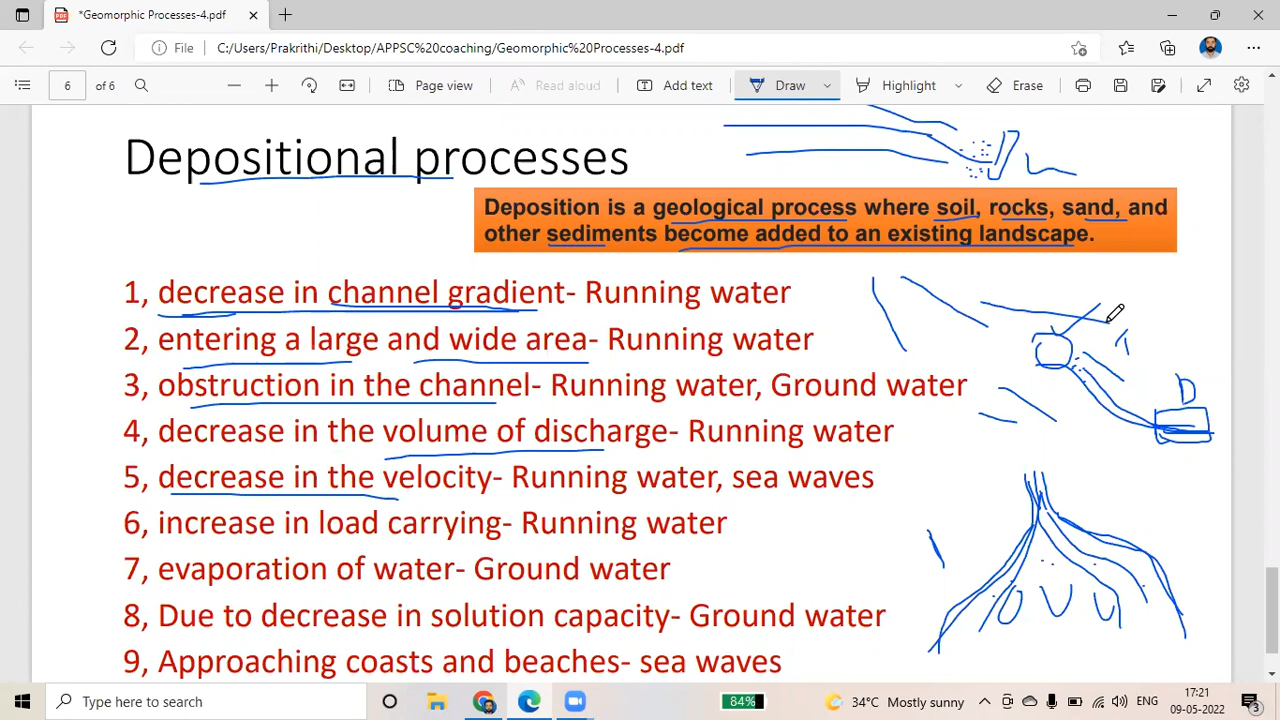 *Geomorphic Processes-4.pdf
File C:/Users/Prakrithi/Desktop/APPSC%20coaching/Geomorphic%20Processes-4.pdf
6 of 6 Page view Read aloud Add text Draw Highlight Erase
Depositional processes
Deposition is a geological process where soil, rocks, sand, and
other sediments become added to an existing landscape.
1, decrease in channel gradient- Running water
2, entering a large and wide area- Running water
3, obstruction in the channel- Running water, Ground water
4, decrease in the volume of discharge- Running water
5, decrease in the velocity- Running water, sea waves
6, increase in load carrying- Running water
7, evaporation of water- Ground water
8, Due to decrease in solution capacity- Ground water
9, Approaching coasts and beaches- sea waves
D
Type here to search
84%
34°C Mostly sunny
ENG
17:21
09-05-2022
3